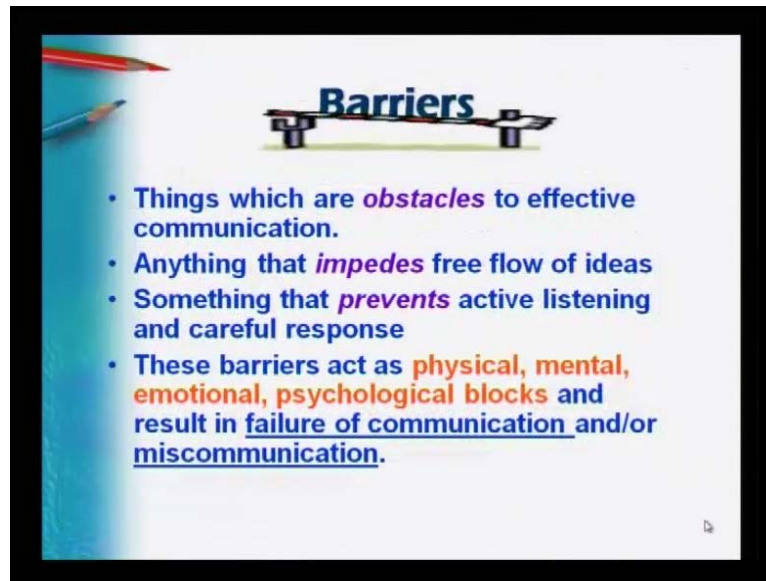 Barriers
• Things which are obstacles to effective
communication.
• Anything that impedes free flow of ideas
• Something that prevents active listening
and careful response
• These barriers act as physical, mental,
emotional, psychological blocks and
result in failure of communication and/or
miscommunication.